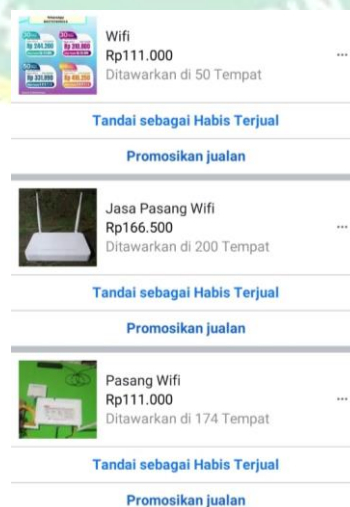 Wifi
Rp111.000
Ditawarkan di 50 Tempat
Tandai sebagai Habis Terjual
Promosikan jualan
Jasa Pasang Wifi
Rp166.500
Ditawarkan di 200 Tempat
Tandai sebagai Habis Terjual
Promosikan jualan
Pasang Wifi
Rp111.000
Ditawarkan di 174 Tempat
Tandai sebagai Habis Terjual
Promosikan jualan